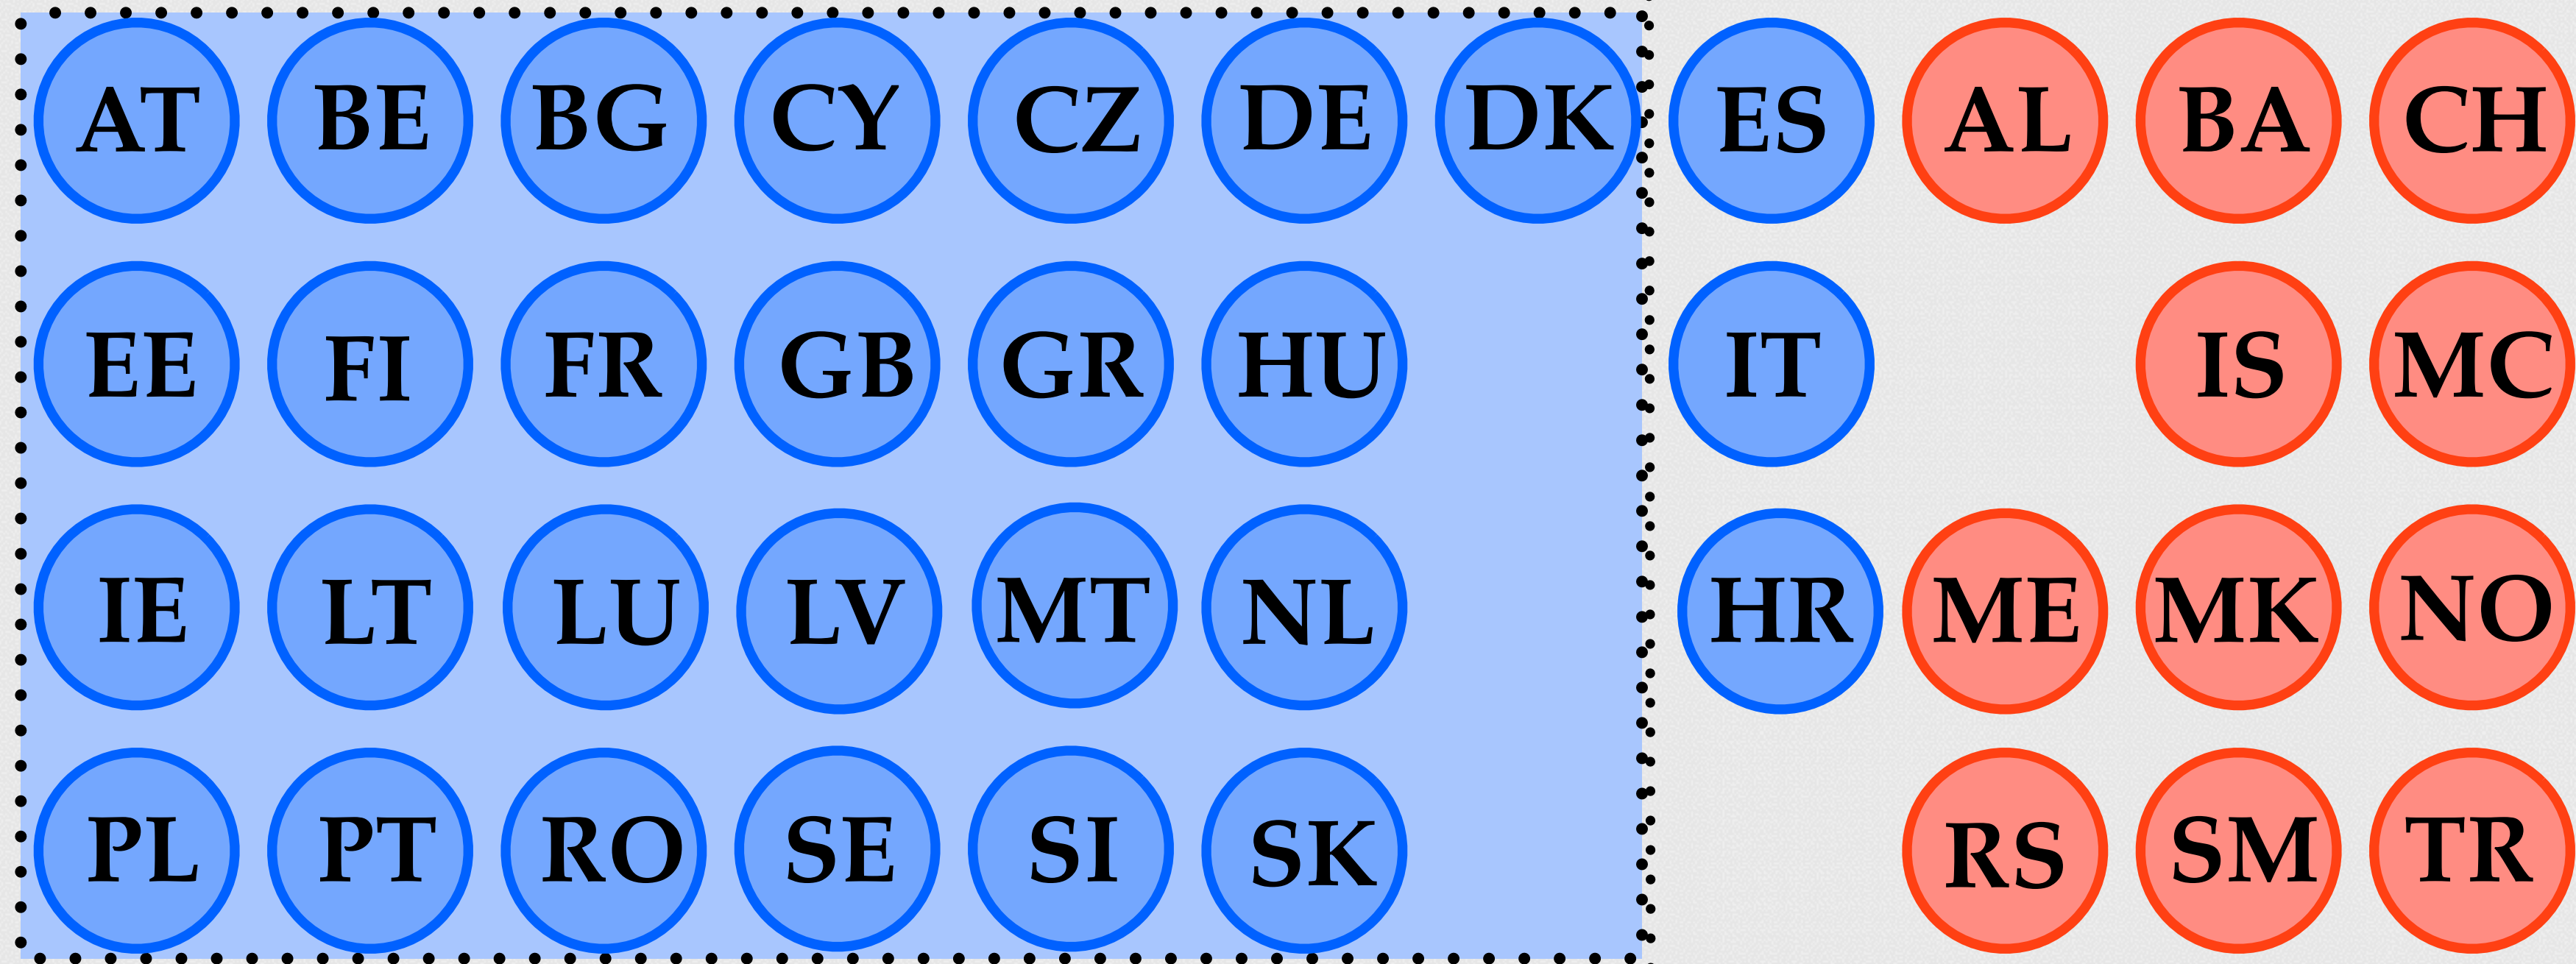 AT BE BG CY CZ DE DK ES AL BA CH
EE FI FR GB GR HU IT IS MC
IE LT LU LV MT NL HR ME MK NO
PL PT RO SE SI SK RS SM TR